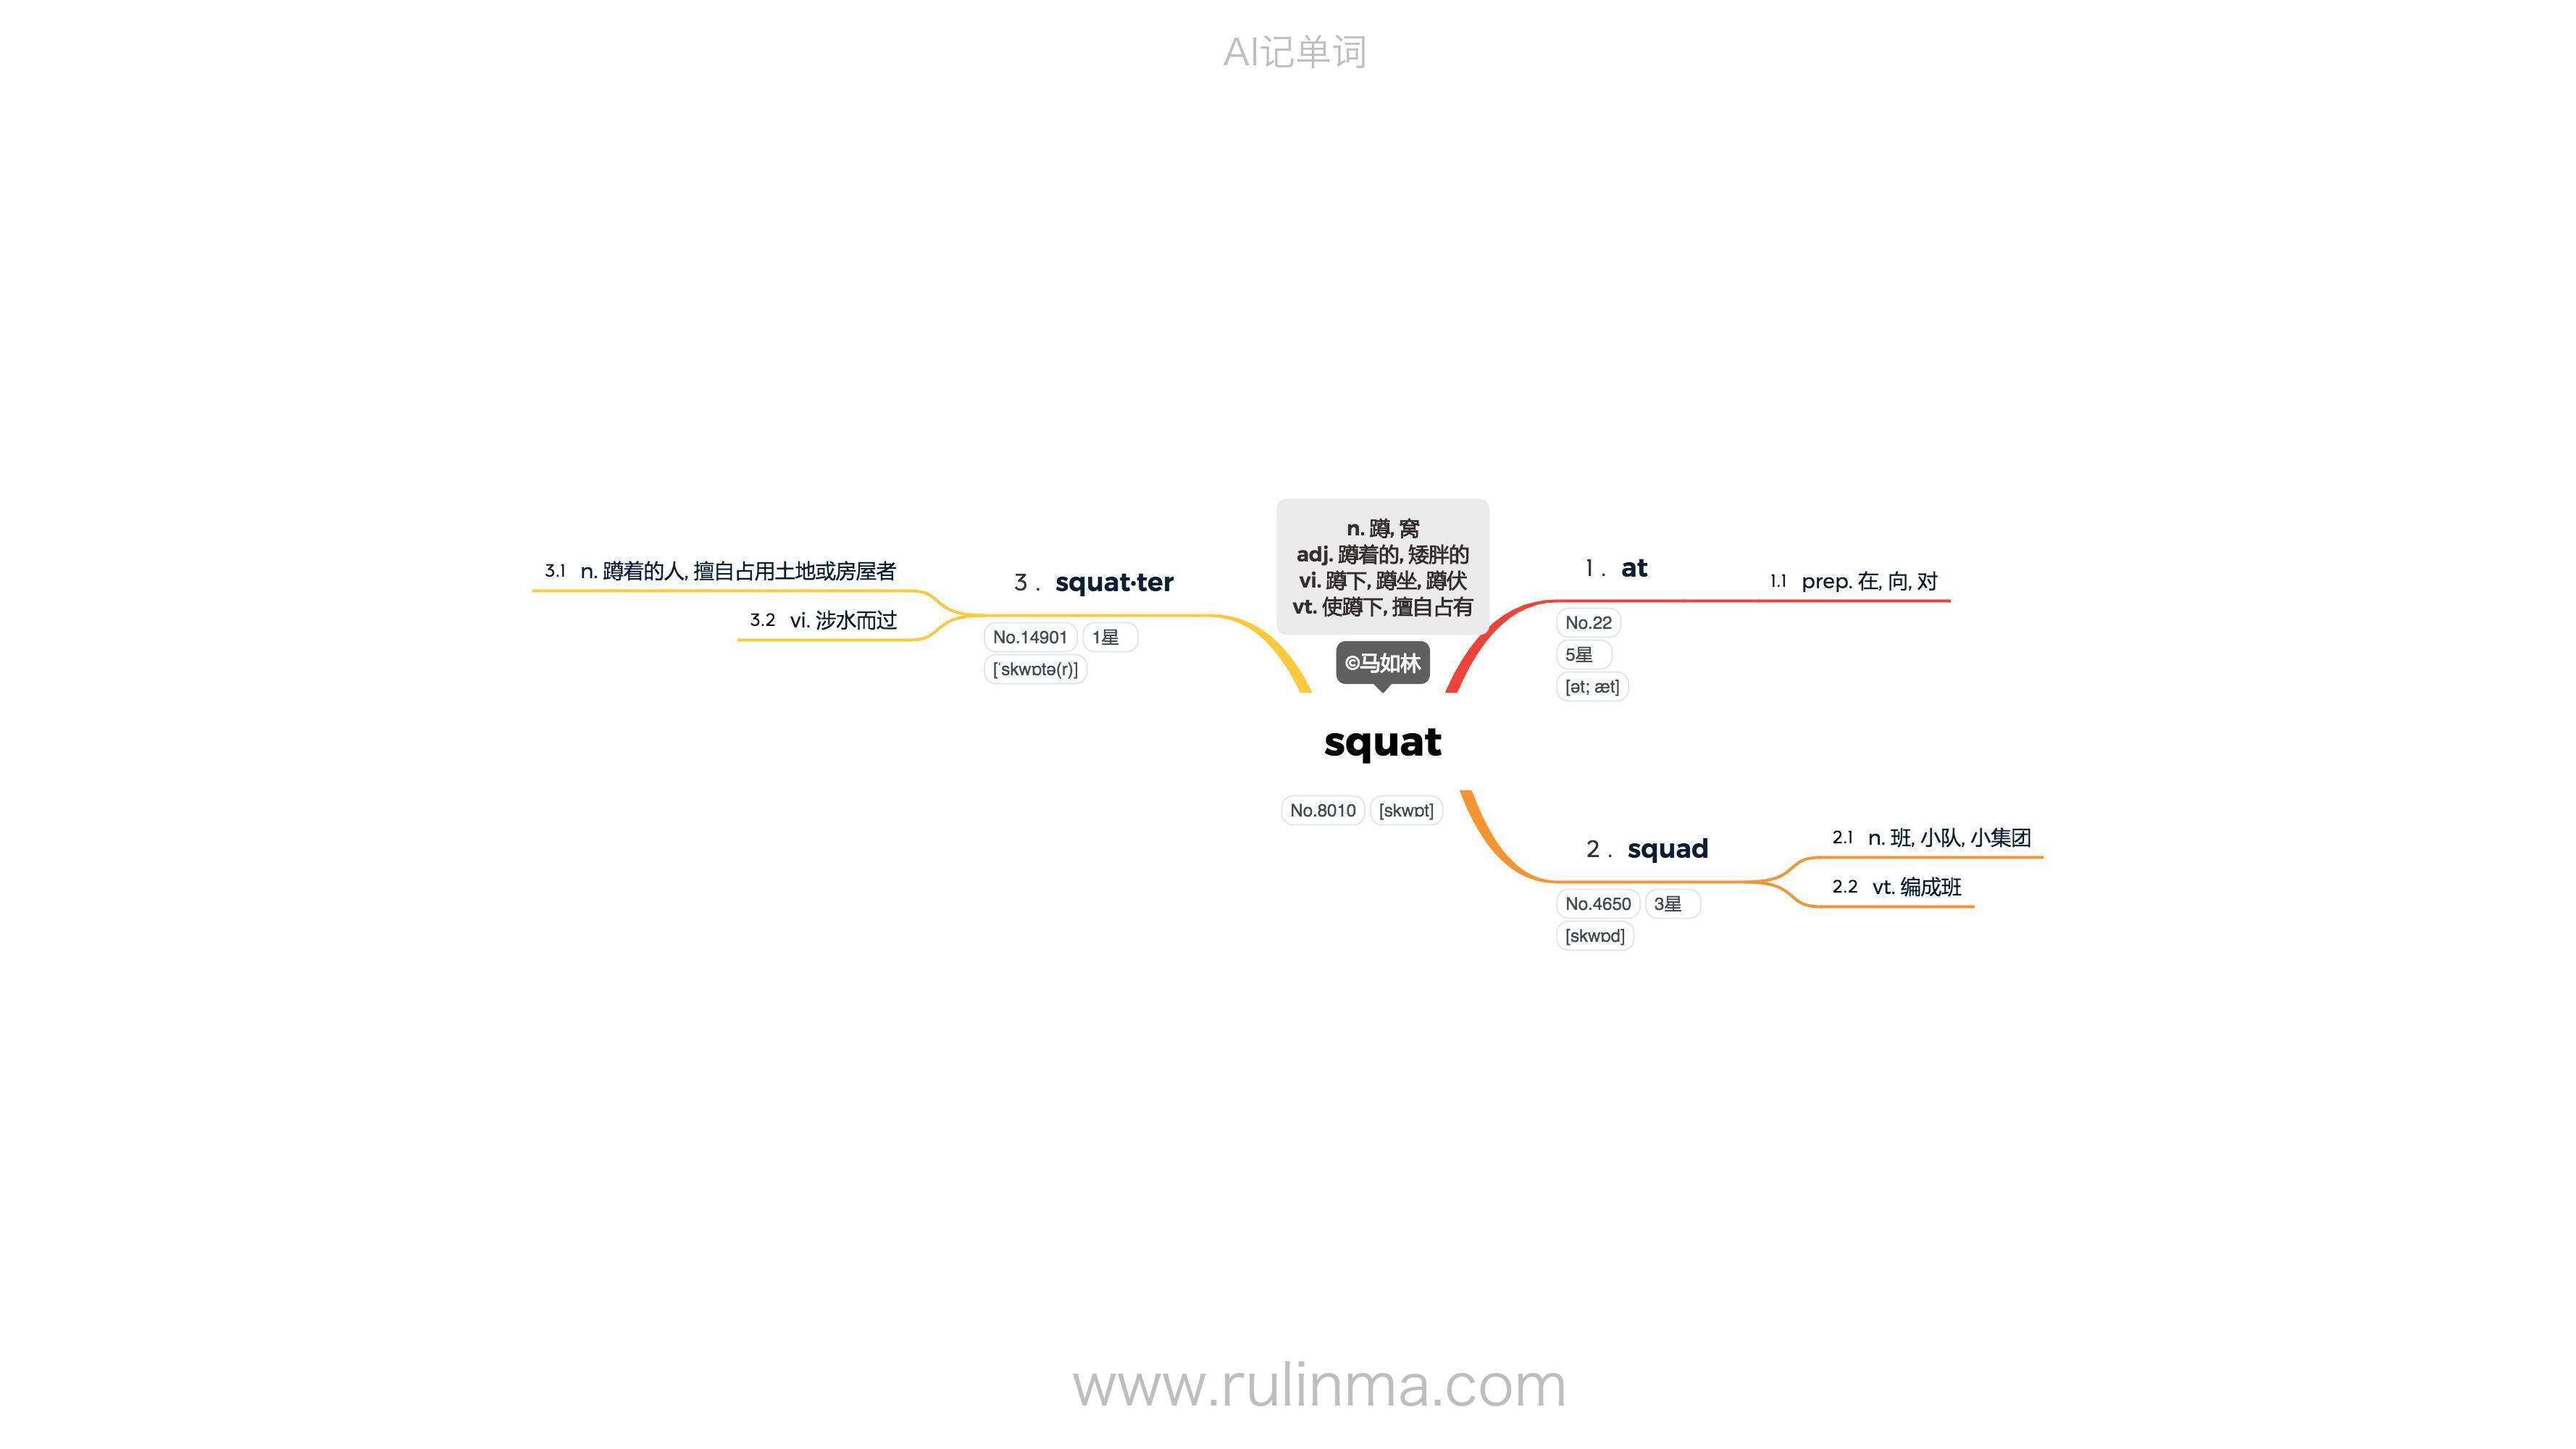 AI记单词
n. 蹲, 窝
adj. 蹲着的, 矮胖的
vi. 蹲下, 蹲坐, 蹲伏
vt. 使蹲下, 擅自占有
©马如林
squat
No.8010 [skwɒt]
1. at
No.22
5星
[ət; æt]
1.1 prep. 在, 向, 对
2. squad
No.4650 3星
[skwɒd]
2.1 n. 班, 小队, 小集团
2.2 vt. 编成班
3. squat·ter
No.14901 1星
[ˈskwɒtə(r)]
3.1 n. 蹲着的人, 擅自占用土地或房屋者
3.2 vi. 涉水而过
www.rulinma.com